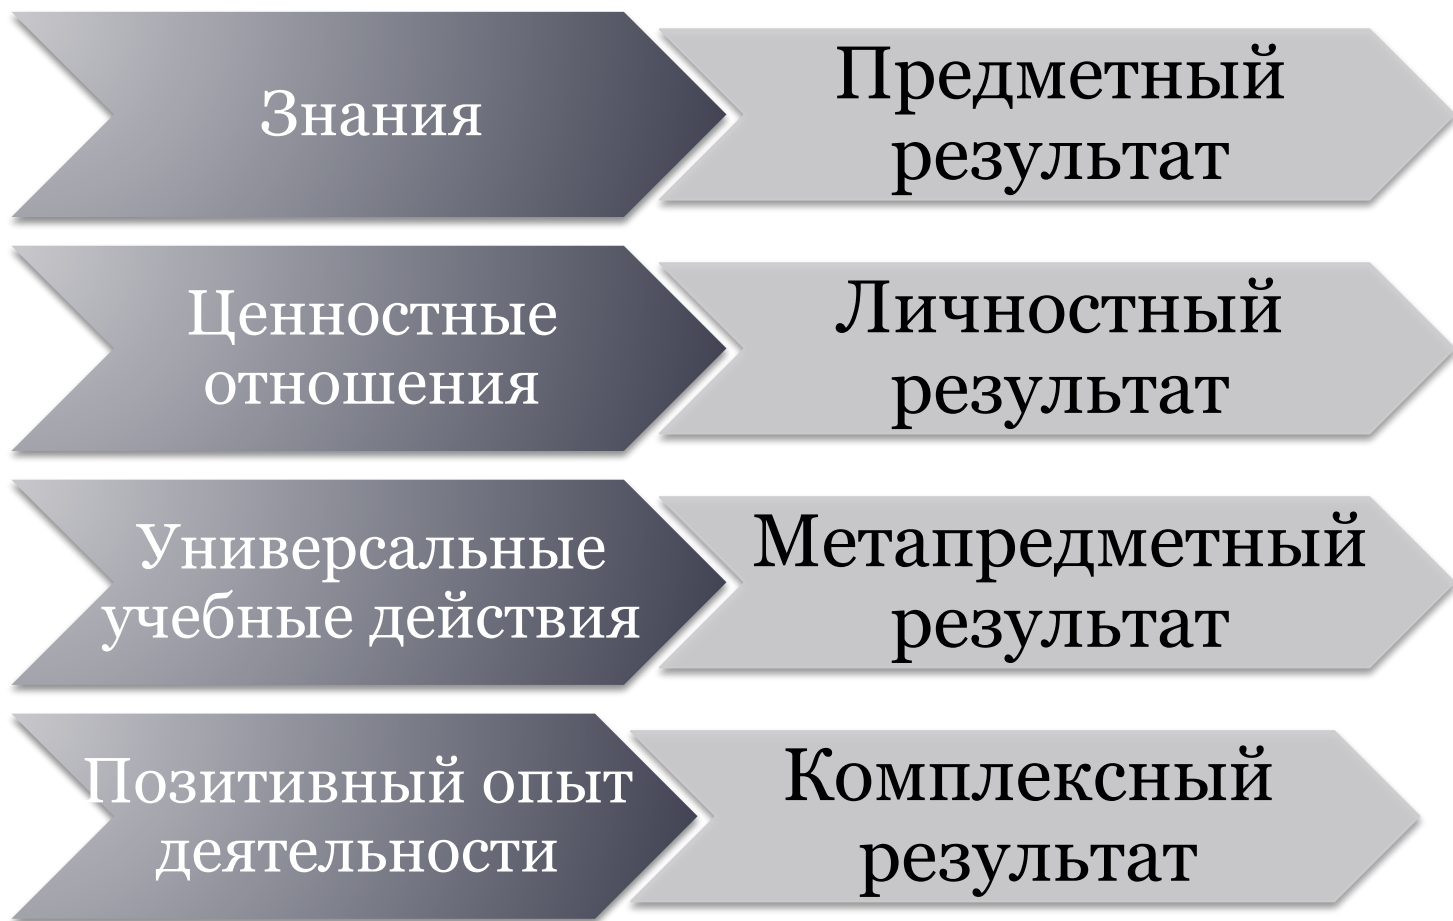 Знания
Предметный
результат
Ценностные
отношения
Личностный
результат
Универсальные
учебные действия
Метапредметный
результат
Позитивный опыт
деятельности
Комплексный
результат